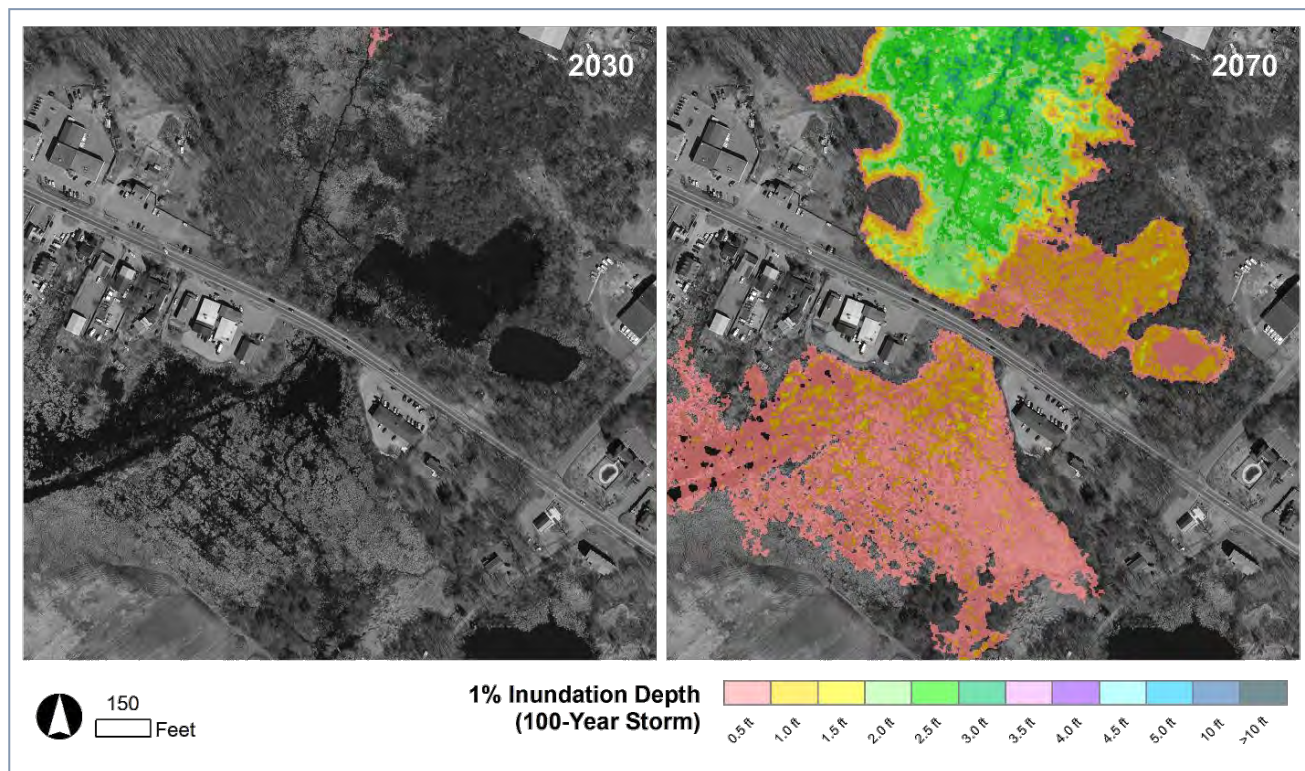 2030
2070
150
Feet
1% Inundation Depth
(100-Year Storm)
0.5 ft
1.0 ft
1.5 ft
2.0 ft
2.5 ft
3.0 ft
3.5 ft
4.0 ft
4.5 ft
5.0 ft
10 ft
>10 ft